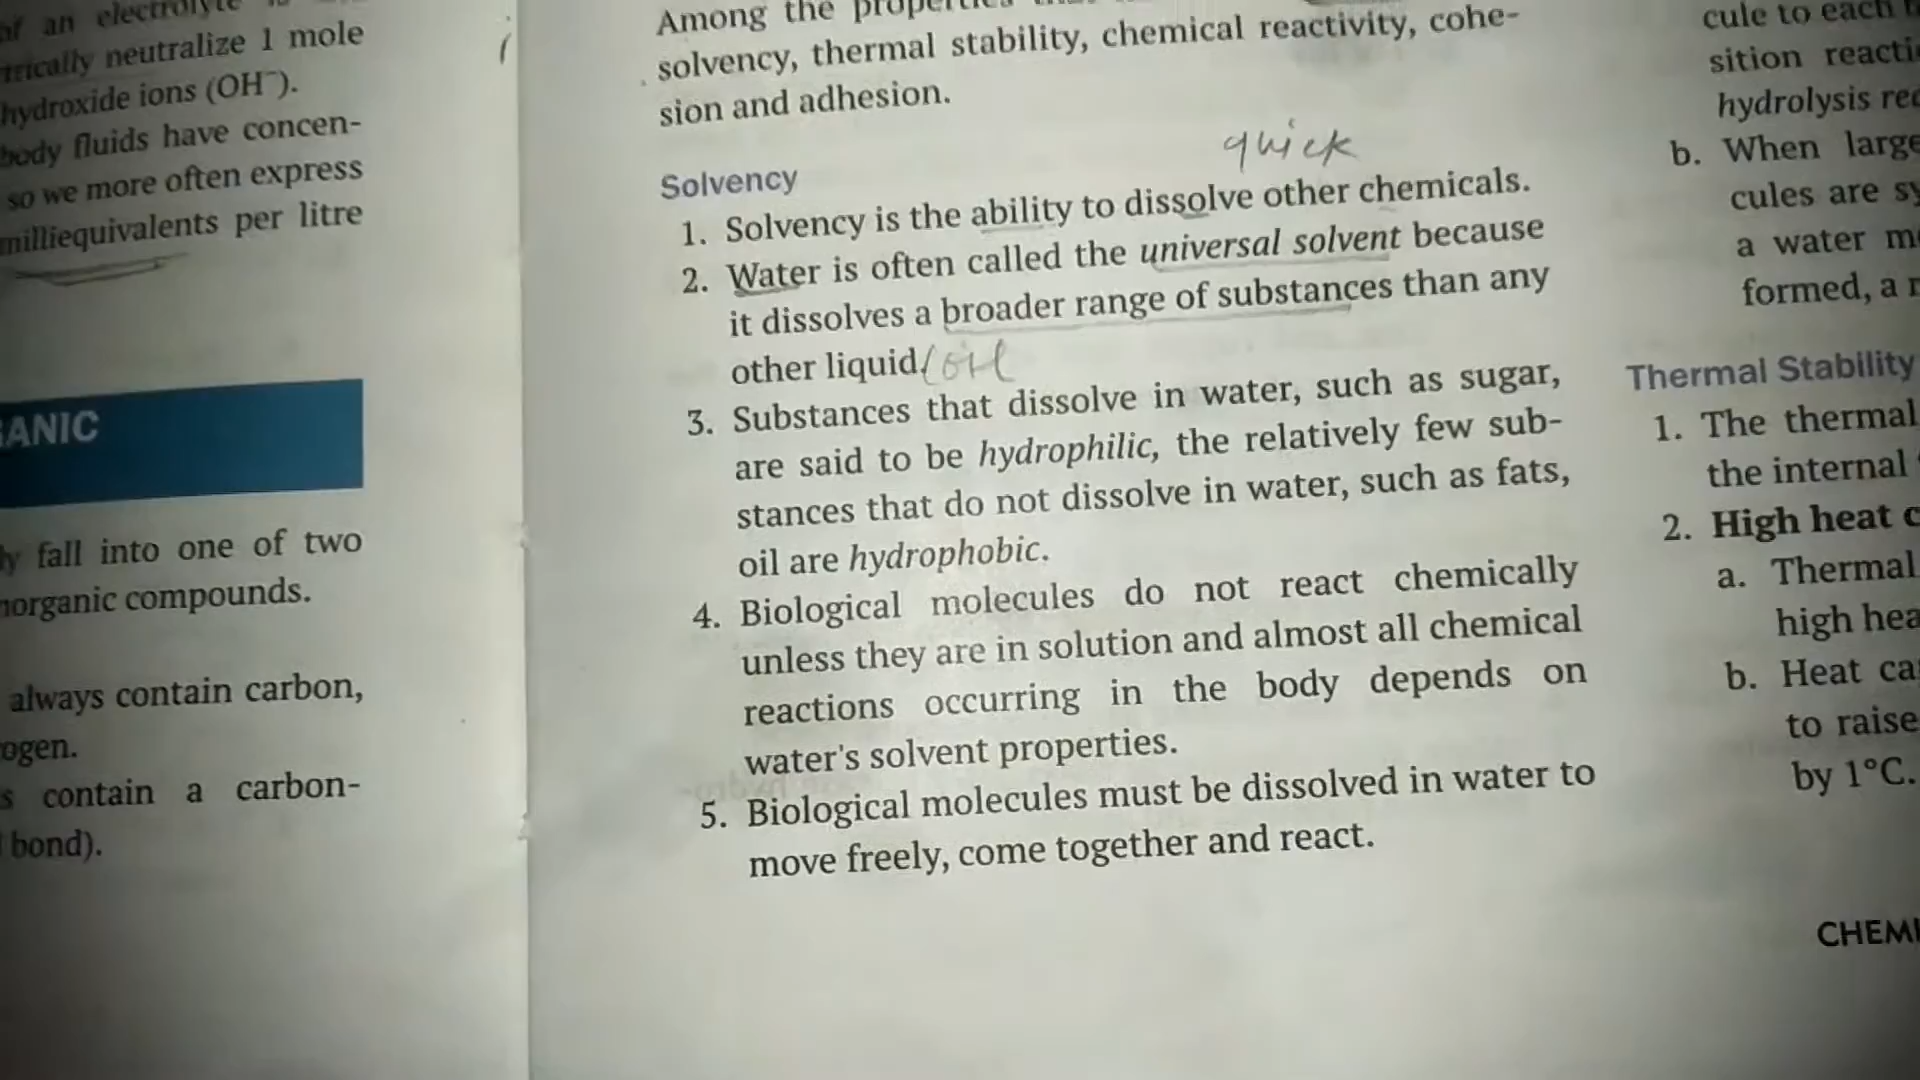 of an electrolyte
trically neutralize 1 mole
hydroxide ions (OH⁻).
body fluids have concen-
so we more often express
milliequivalents per litre
ANIC
fall into one of two
organic compounds.
always contain carbon,
ogen.
contain a carbon-
bond).
Among the
solvency, thermal stability, chemical reactivity, cohe-
sion and adhesion.
quick
Solvency
1. Solvency is the ability to dissolve other chemicals.
2. Water is often called the universal solvent because
it dissolves a broader range of substances than any
other liquid. (oil
3. Substances that dissolve in water, such as sugar,
are said to be hydrophilic, the relatively few sub-
stances that do not dissolve in water, such as fats,
oil are hydrophobic.
4. Biological molecules do not react chemically
unless they are in solution and almost all chemical
reactions occurring in the body depends on
water's solvent properties.
5. Biological molecules must be dissolved in water to
move freely, come together and react.
cule to each
sition reacti
hydrolysis rea
b. When large
cules are sy
a water m
formed, a
Thermal Stability
1. The thermal
the internal
2. High heat c
a. Thermal
high hea
b. Heat ca
to raise
by 1°C.
CHEMI